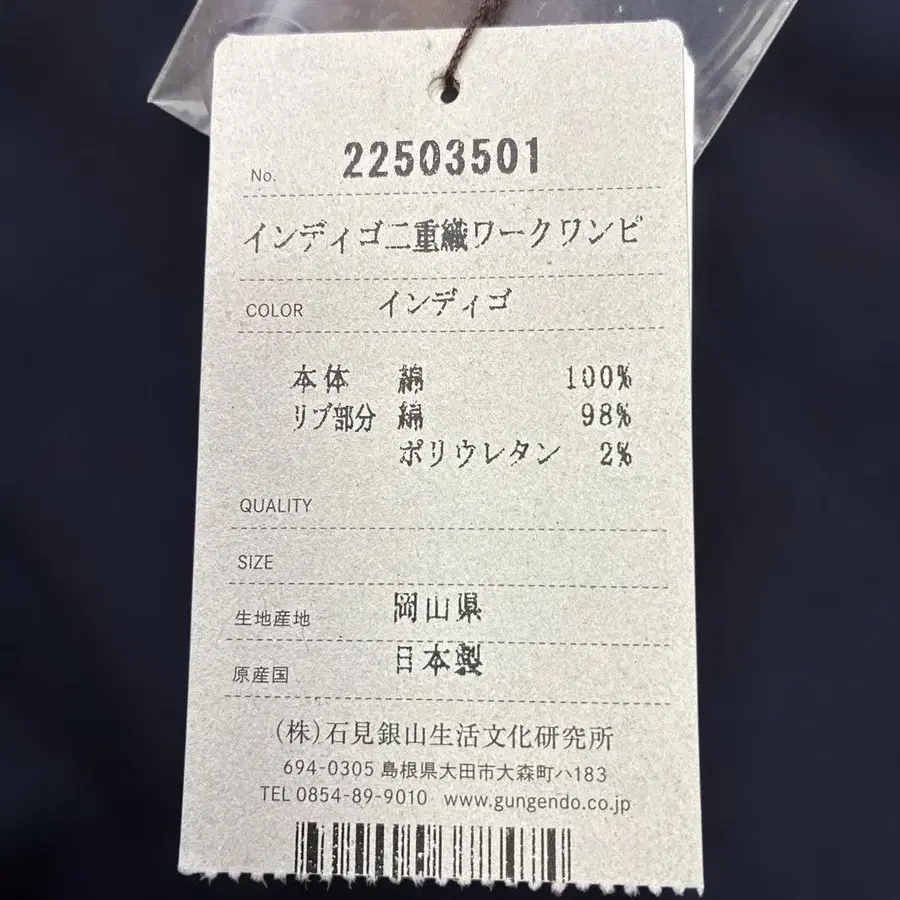 No. 22503501
インディゴ二重織ワークワンピ
COLOR インディゴ
本体 綿 100%
リブ部分 綿 98%
ポリウレタン 2%
QUALITY
SIZE
生地産地 岡山県
原産国 日本製
(株)石見銀山生活文化研究所
694-0305 島根県大田市大森町ハ183
TEL 0854-89-9010 www.gungendo.co.jp